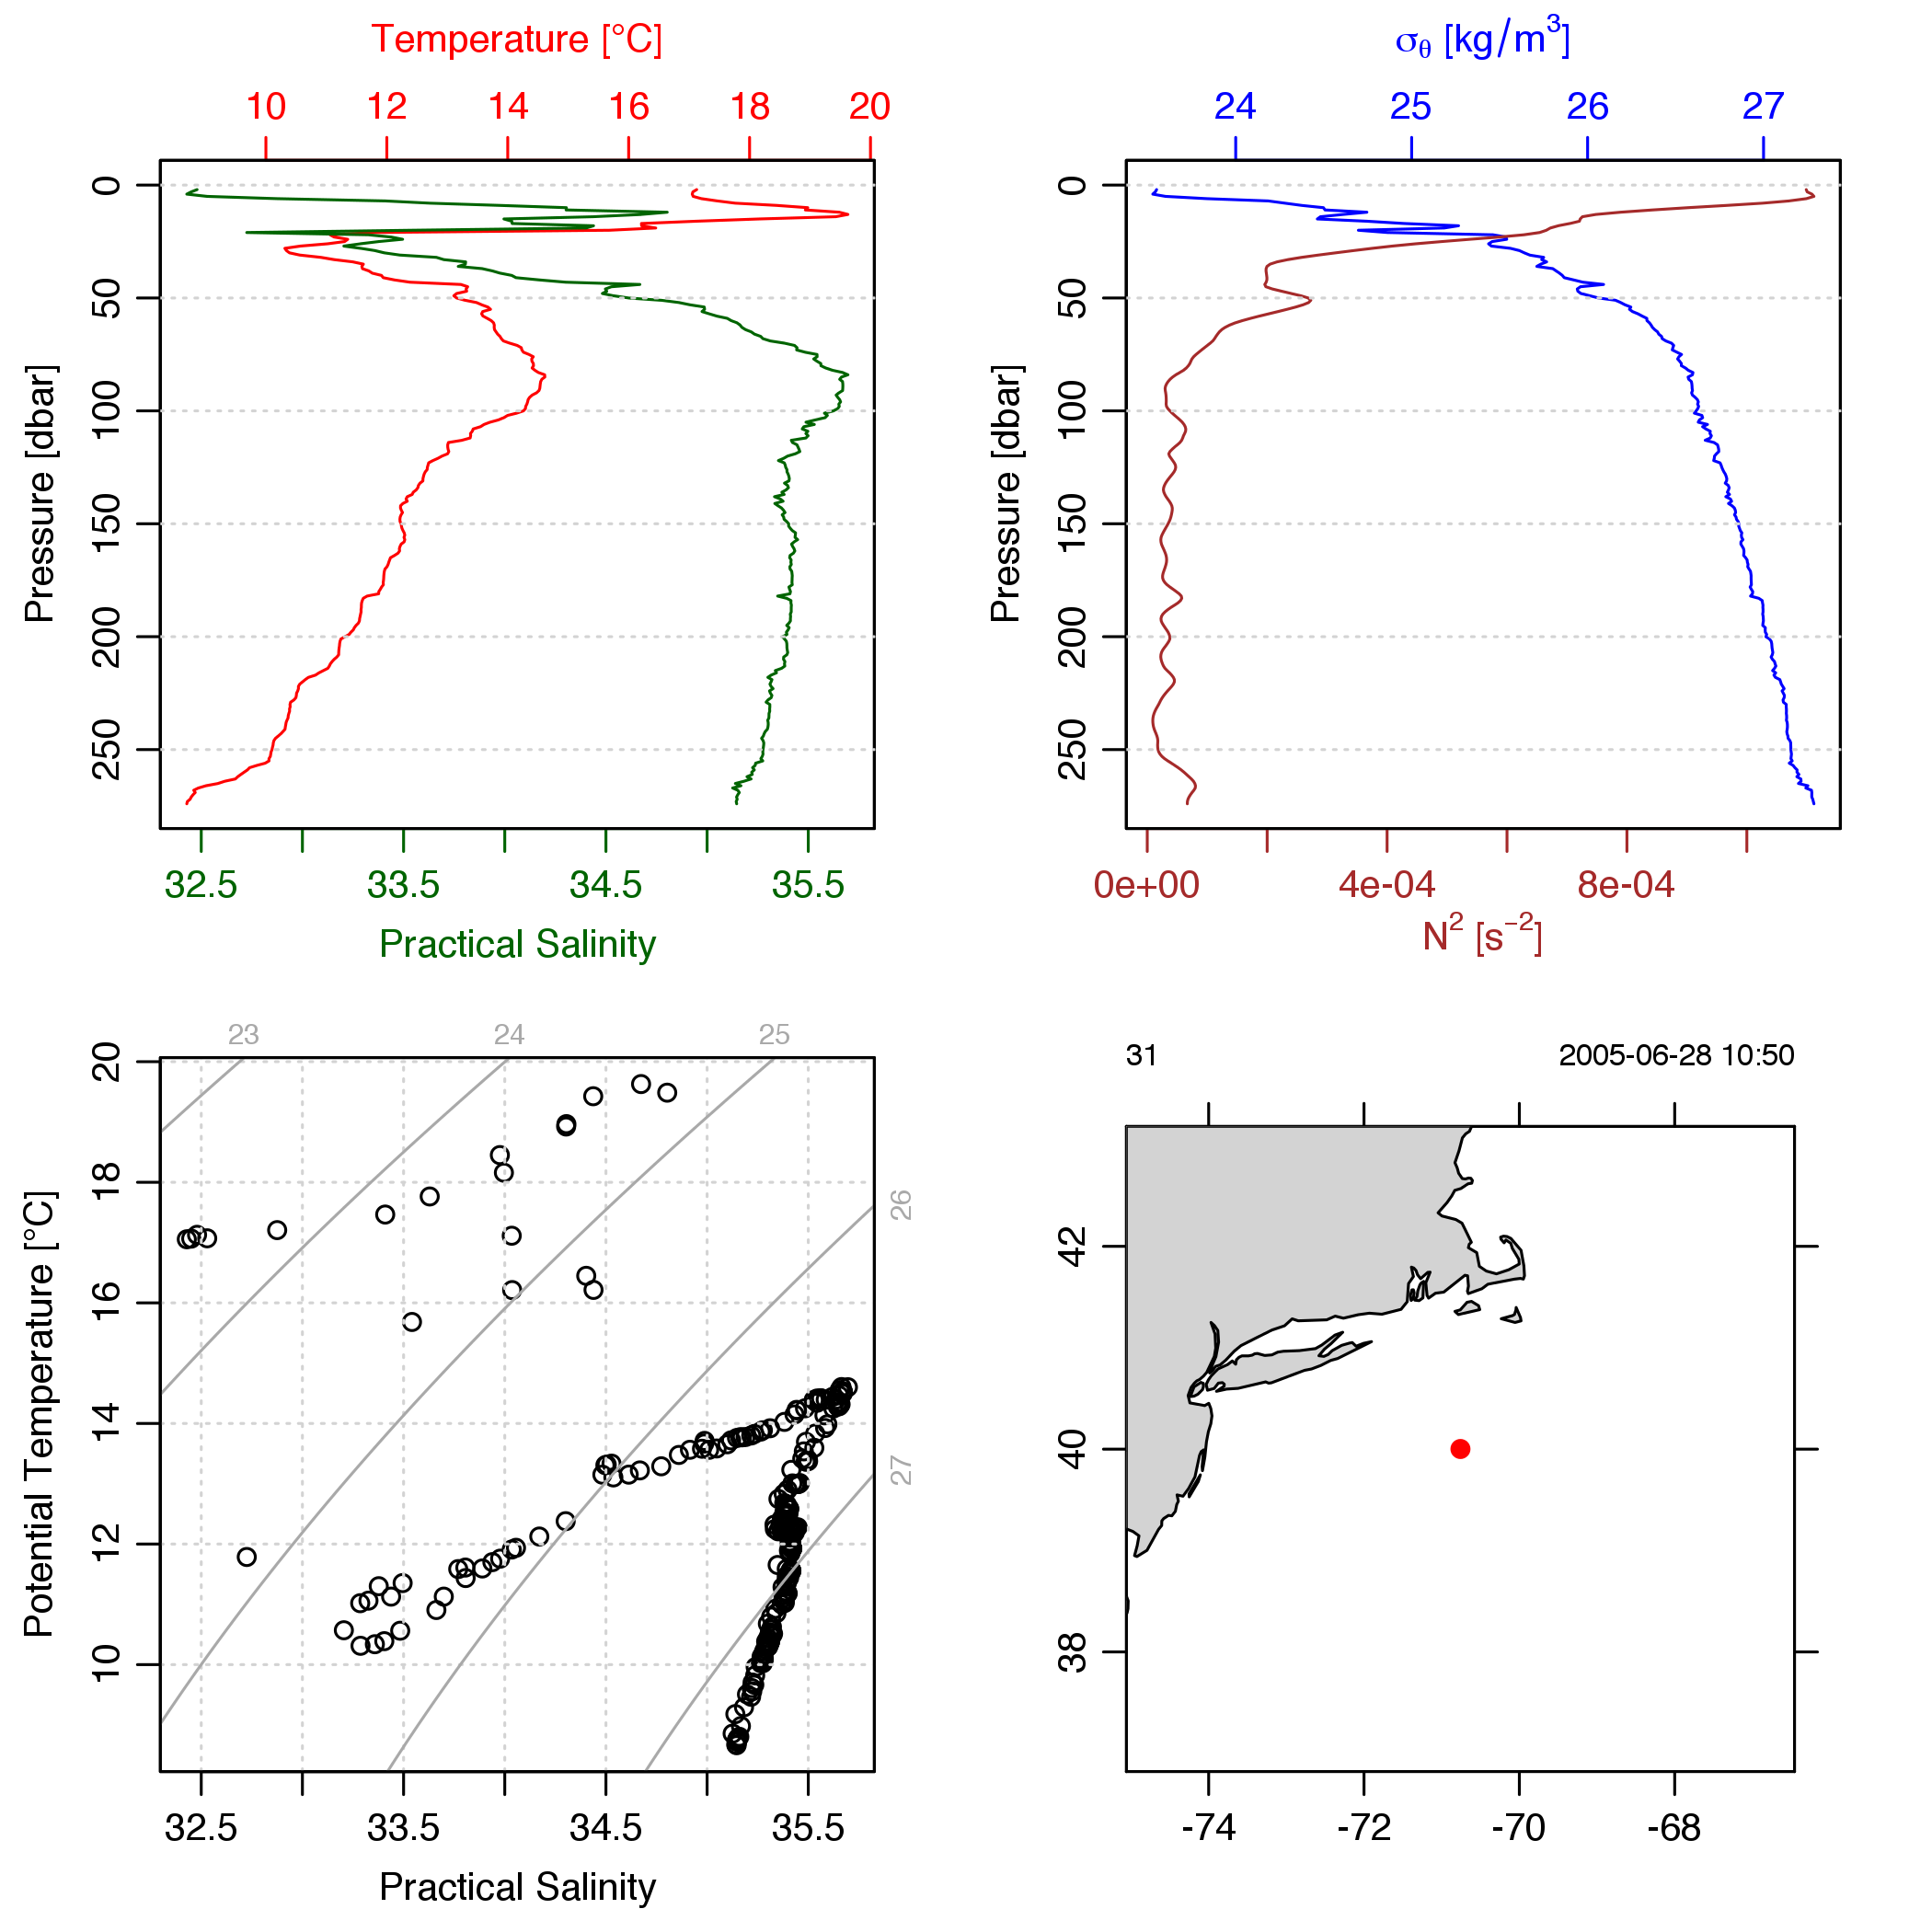 Temperature [°C]
10 12 14 16 18 20
0
50
100
150
200
250
Pressure [dbar]
32.5 33.5 34.5 35.5
Practical Salinity
σθ [kg/m³]
24 25 26 27
0
50
100
150
200
250
Pressure [dbar]
0e+00 4e-04 8e-04
N² [s⁻²]
23 24 25
26
27
20
18
16
14
12
10
Potential Temperature [°C]
32.5 33.5 34.5 35.5
Practical Salinity
31 2005-06-28 10:50
42
40
38
-74 -72 -70 -68